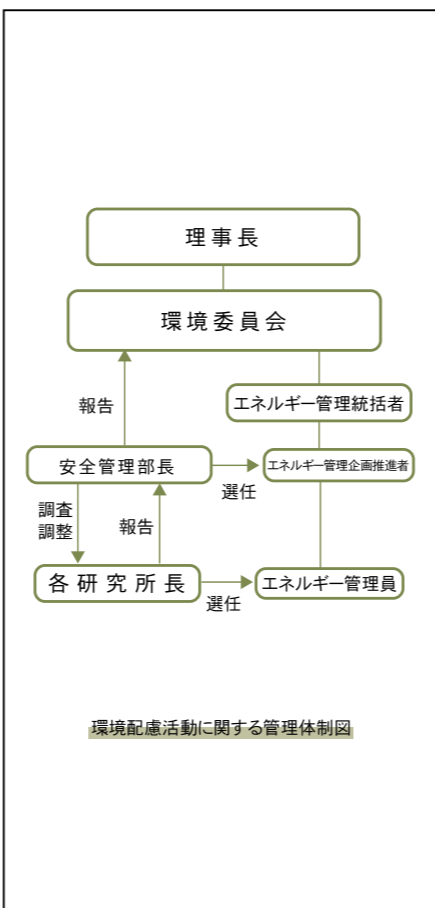 理事長
環境委員会
報告
エネルギー管理統括者
安全管理部長
エネルギー管理企画推進者
選任
調査
調整
報告
各研究所長
エネルギー管理員
選任
環境配慮活動に関する管理体制図